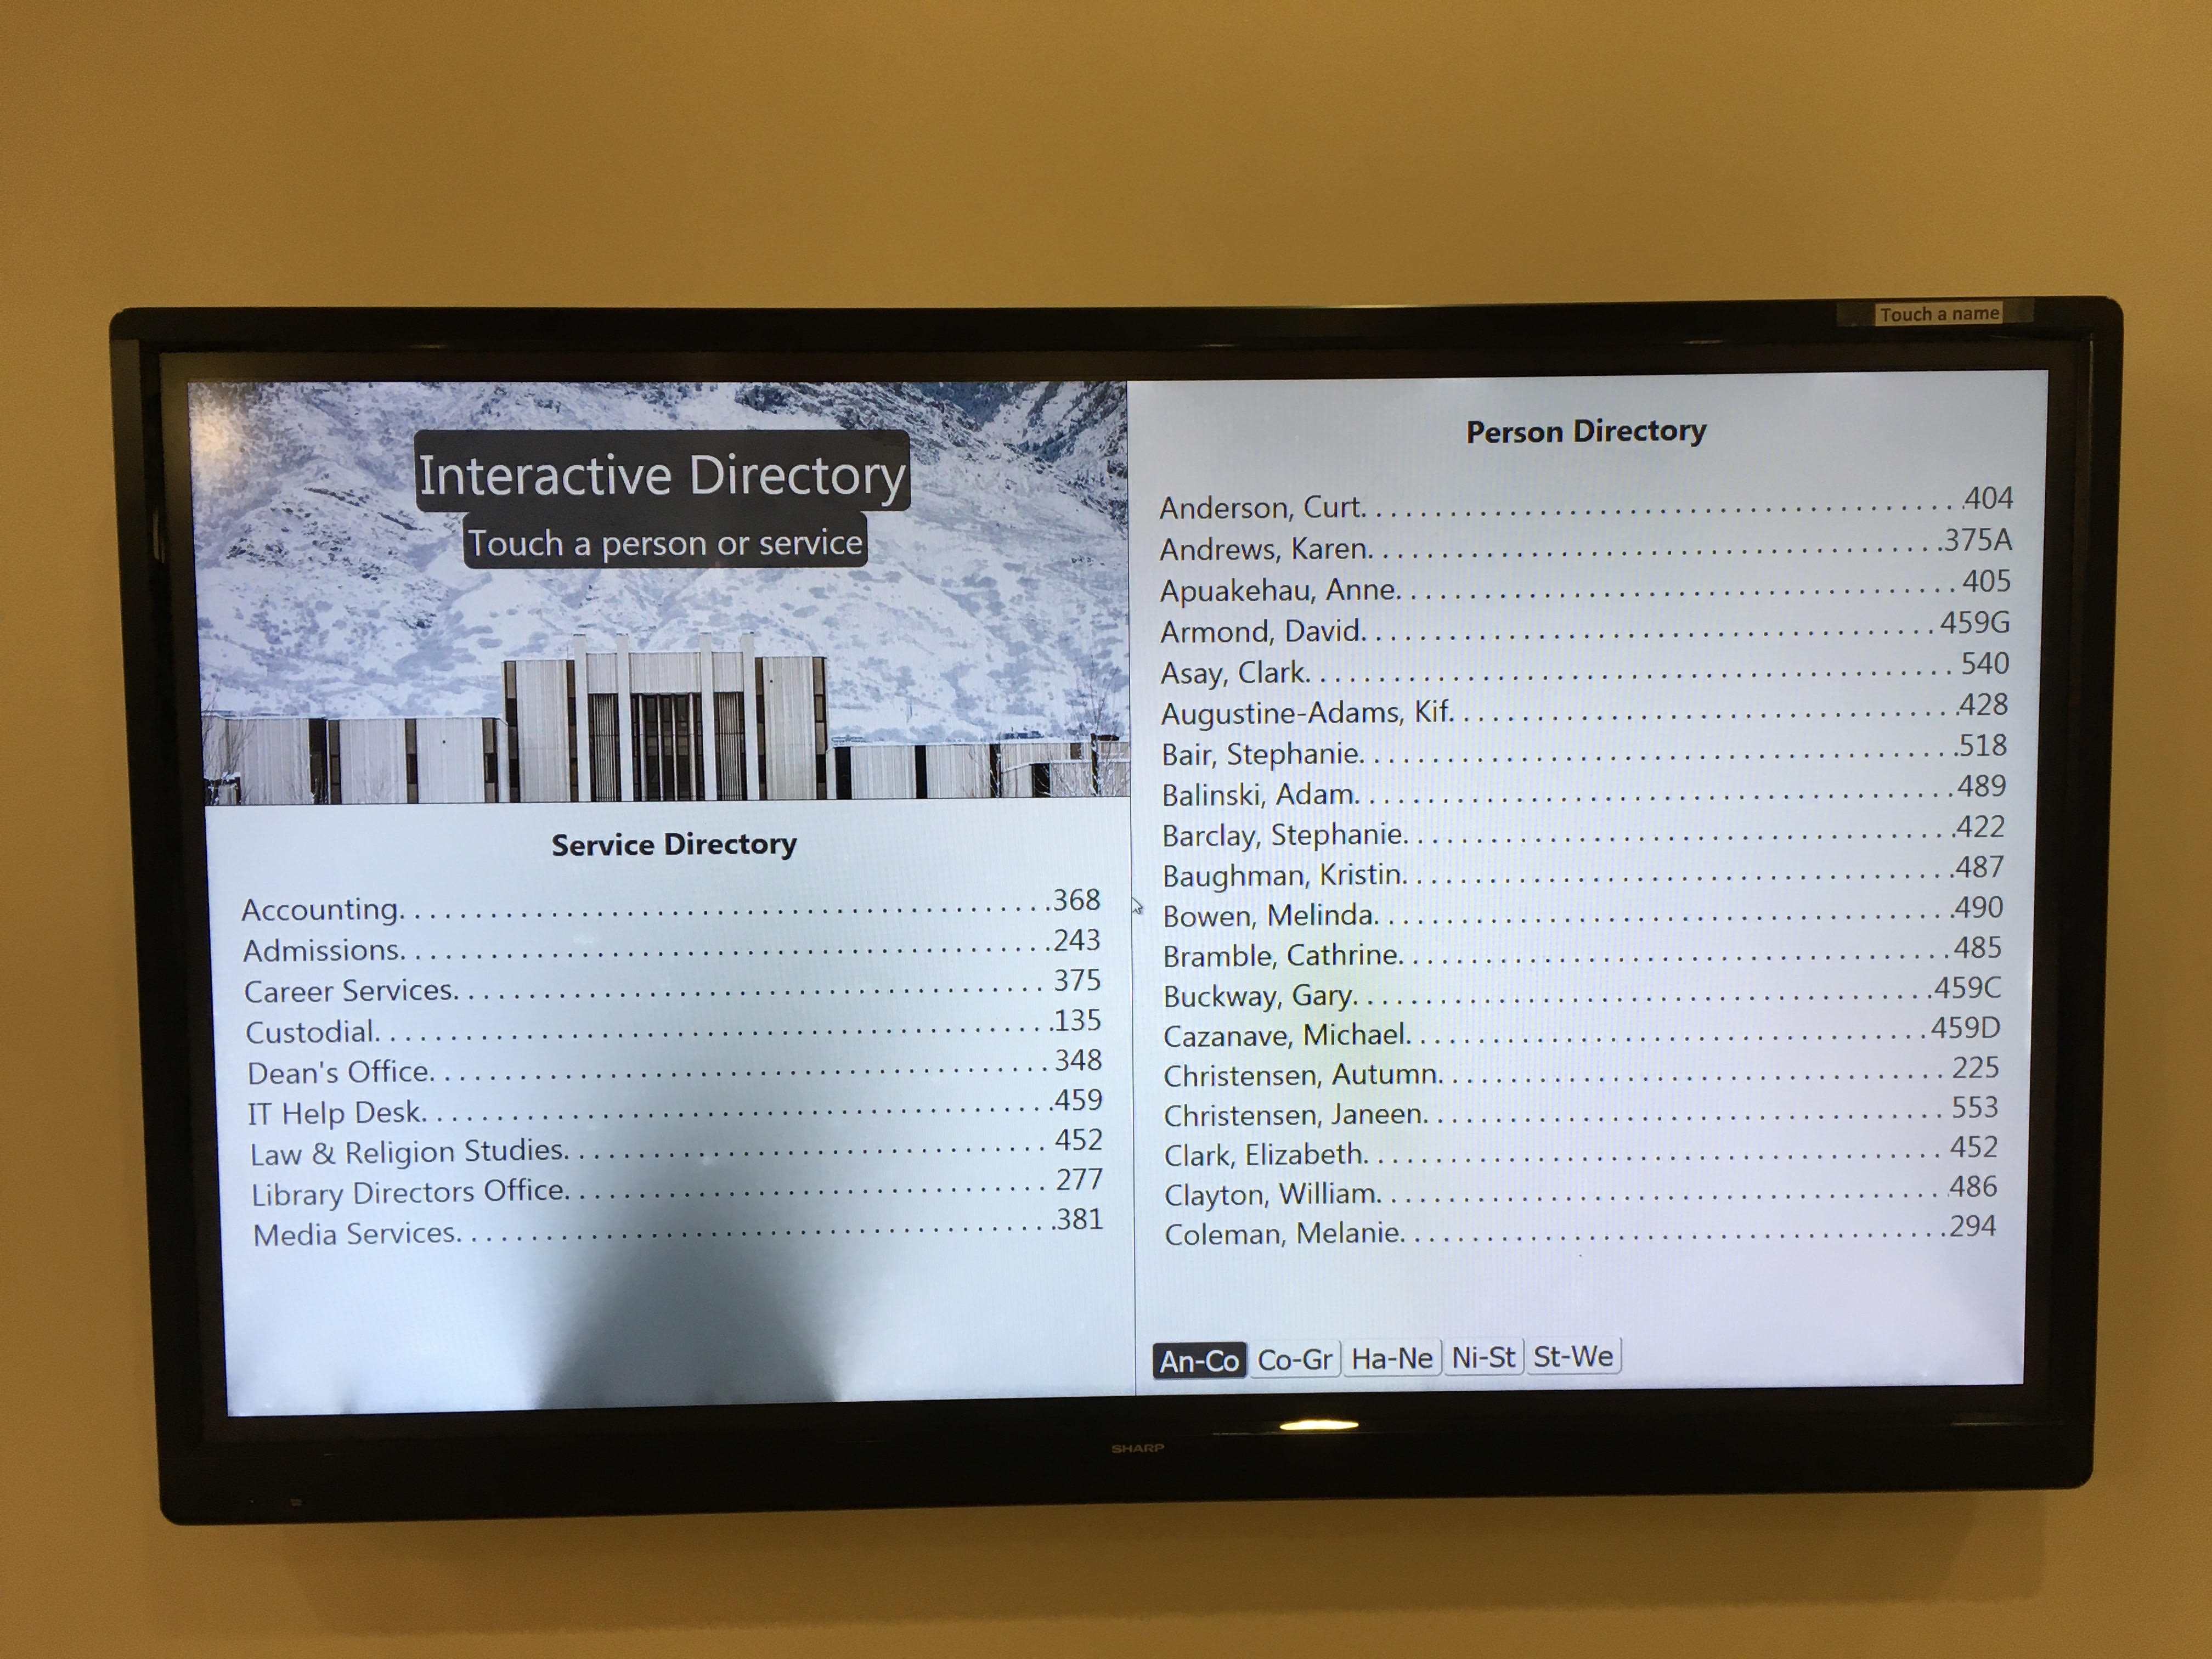 Touch a name
Interactive Directory
Touch a person or service
Service Directory
Accounting. . . . . . . . . . . . . . . . . . . . . . . . . . . . . . . . . . . . . . . . . . . .368
Admissions. . . . . . . . . . . . . . . . . . . . . . . . . . . . . . . . . . . . . . . . . . . .243
Career Services. . . . . . . . . . . . . . . . . . . . . . . . . . . . . . . . . . . . . . . . 375
Custodial. . . . . . . . . . . . . . . . . . . . . . . . . . . . . . . . . . . . . . . . . . . . . .135
Dean's Office. . . . . . . . . . . . . . . . . . . . . . . . . . . . . . . . . . . . . . . . . . 348
IT Help Desk. . . . . . . . . . . . . . . . . . . . . . . . . . . . . . . . . . . . . . . . . . .459
Law & Religion Studies. . . . . . . . . . . . . . . . . . . . . . . . . . . . . . . . . 452
Library Directors Office. . . . . . . . . . . . . . . . . . . . . . . . . . . . . . . . . 277
Media Services. . . . . . . . . . . . . . . . . . . . . . . . . . . . . . . . . . . . . . . . .381
Person Directory
Anderson, Curt. . . . . . . . . . . . . . . . . . . . . . . . . . . . . . . . . . . . . . . . .404
Andrews, Karen. . . . . . . . . . . . . . . . . . . . . . . . . . . . . . . . . . . . . . .375A
Apuakehau, Anne. . . . . . . . . . . . . . . . . . . . . . . . . . . . . . . . . . . . . . 405
Armond, David. . . . . . . . . . . . . . . . . . . . . . . . . . . . . . . . . . . . . . . 459G
Asay, Clark. . . . . . . . . . . . . . . . . . . . . . . . . . . . . . . . . . . . . . . . . . . . 540
Augustine-Adams, Kif. . . . . . . . . . . . . . . . . . . . . . . . . . . . . . . . . . .428
Bair, Stephanie. . . . . . . . . . . . . . . . . . . . . . . . . . . . . . . . . . . . . . . . .518
Balinski, Adam. . . . . . . . . . . . . . . . . . . . . . . . . . . . . . . . . . . . . . . . . 489
Barclay, Stephanie. . . . . . . . . . . . . . . . . . . . . . . . . . . . . . . . . . . . . .422
Baughman, Kristin. . . . . . . . . . . . . . . . . . . . . . . . . . . . . . . . . . . . . .487
Bowen, Melinda. . . . . . . . . . . . . . . . . . . . . . . . . . . . . . . . . . . . . . . .490
Bramble, Cathrine. . . . . . . . . . . . . . . . . . . . . . . . . . . . . . . . . . . . . . 485
Buckway, Gary. . . . . . . . . . . . . . . . . . . . . . . . . . . . . . . . . . . . . . . .459C
Cazanave, Michael. . . . . . . . . . . . . . . . . . . . . . . . . . . . . . . . . . . . 459D
Christensen, Autumn. . . . . . . . . . . . . . . . . . . . . . . . . . . . . . . . . . . 225
Christensen, Janeen. . . . . . . . . . . . . . . . . . . . . . . . . . . . . . . . . . . . 553
Clark, Elizabeth. . . . . . . . . . . . . . . . . . . . . . . . . . . . . . . . . . . . . . . . 452
Clayton, William. . . . . . . . . . . . . . . . . . . . . . . . . . . . . . . . . . . . . . . .486
Coleman, Melanie. . . . . . . . . . . . . . . . . . . . . . . . . . . . . . . . . . . . . .294
An-Co Co-Gr Ha-Ne Ni-St St-We
SHARP